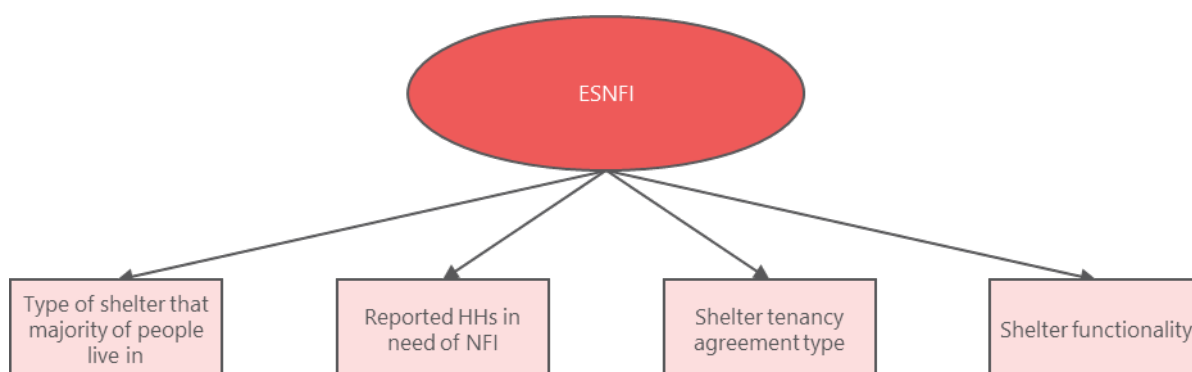 ESNFI
Type of shelter that
majority of people
live in
Reported HHs in
need of NFI
Shelter tenancy
agreement type
Shelter functionality